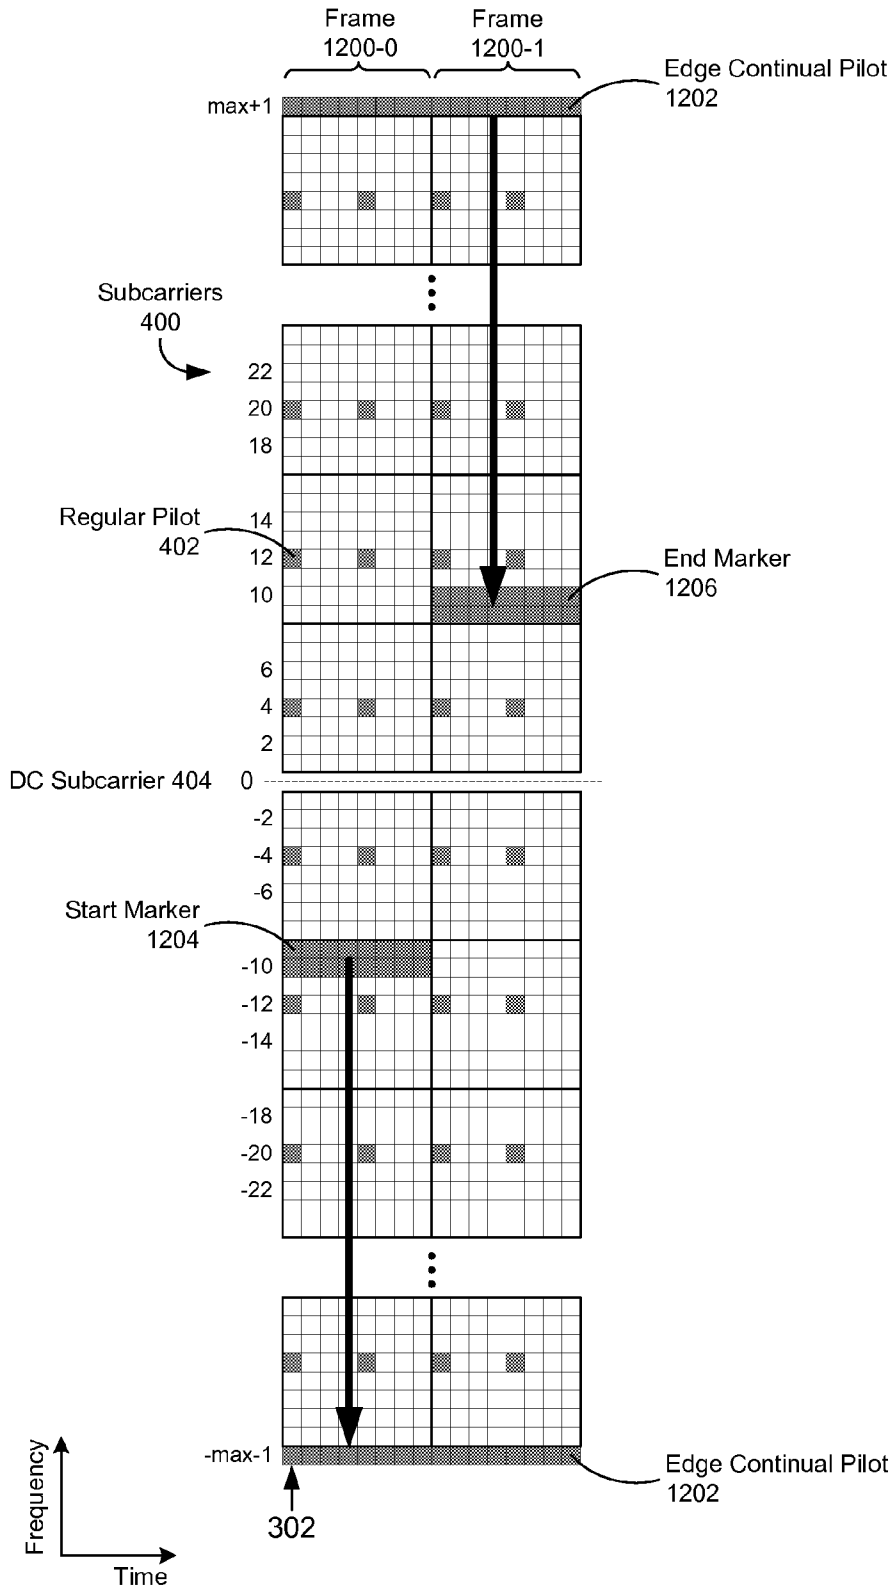 Frame
1200-0
Frame
1200-1
Edge Continual Pilot
1202
max+1
Subcarriers
400
22
20
18
Regular Pilot
402
14
12
10
End Marker
1206
6
4
2
DC Subcarrier 404 0
-2
-4
-6
Start Marker
1204
-10
-12
-14
-18
-20
-22
-max-1
Edge Continual Pilot
1202
302
Frequency
Time